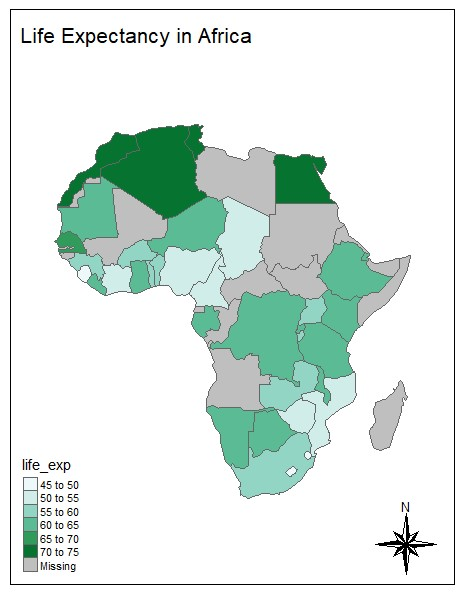 Life Expectancy in Africa
life_exp
45 to 50
50 to 55
55 to 60
60 to 65
65 to 70
70 to 75
Missing
N